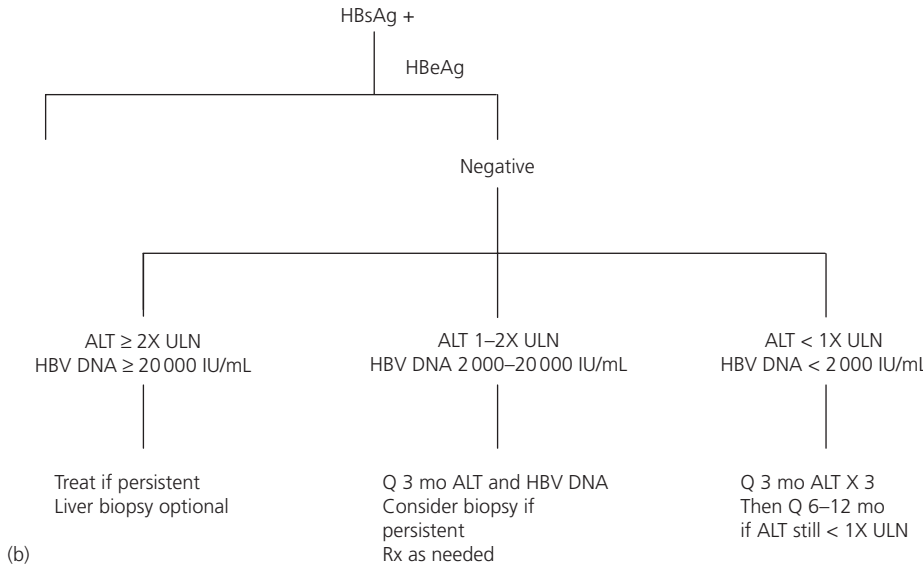 HBsAg +
HBeAg
Negative
ALT ≥ 2X ULN
HBV DNA ≥ 20 000 IU/mL
ALT 1–2X ULN
HBV DNA 2 000–20 000 IU/mL
ALT < 1X ULN
HBV DNA < 2 000 IU/mL
Treat if persistent
Liver biopsy optional
Q 3 mo ALT and HBV DNA
Consider biopsy if
persistent
Rx as needed
Q 3 mo ALT X 3
Then Q 6–12 mo
if ALT still < 1X ULN
(b)